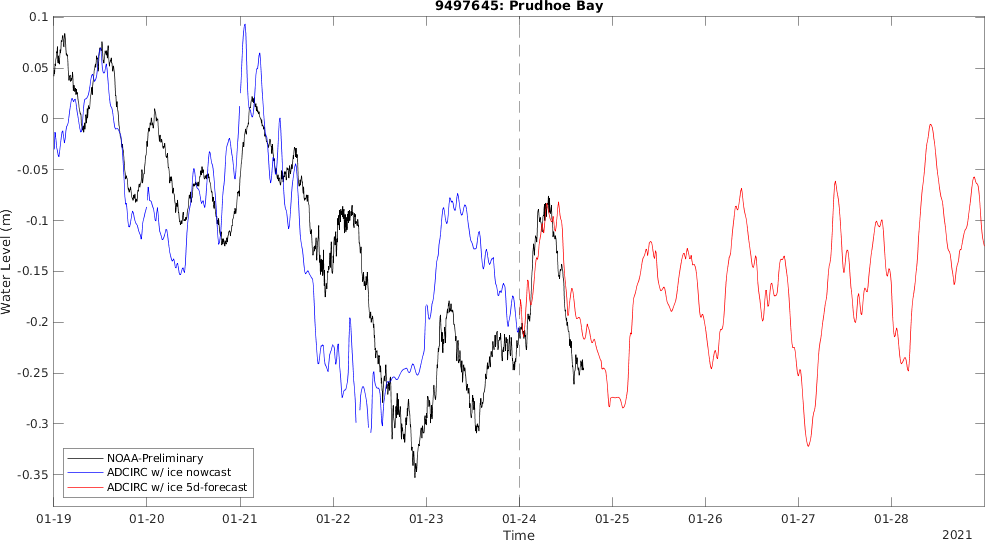 9497645: Prudhoe Bay
0.1
0.05
0
-0.05
-0.1
-0.15
-0.2
-0.25
-0.3
-0.35
Water Level (m)
NOAA-Preliminary
ADCIRC w/ ice nowcast
ADCIRC w/ ice 5d-forecast
01-19 01-20 01-21 01-22 01-23 01-24 01-25 01-26 01-27 01-28
Time
2021